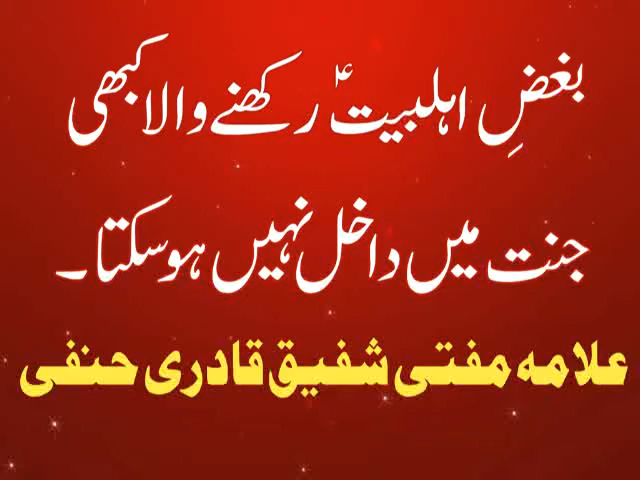 بغضِ اہلبیتؑ رکھنے والا کبھی
جنت میں داخل نہیں ہوسکتا۔
علامہ مفتی شفیق قادری حنفی